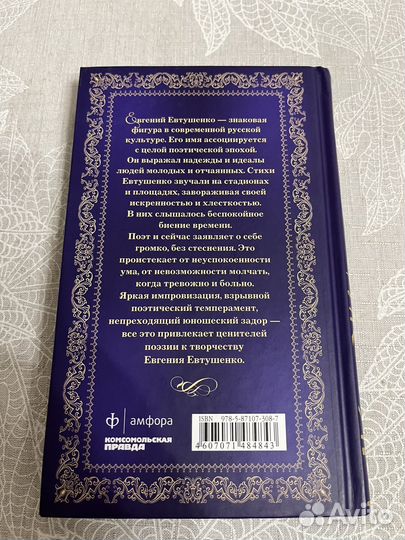 Евгений Евтушенко — знаковая
фигура в современной русской
культуре. Его имя ассоциируется
с целой поэтической эпохой.
Он выражал надежды и идеалы
людей молодых и отчаянных. Стихи
Евтушенко звучали на стадионах
и площадях, завораживая своей
искренностью и хлесткостью.
В них слышалось беспокойное
биение времени.
Поэт и сейчас заявляет о себе
громко, без стеснения. Это
проистекает от неуспокоенности
ума, от невозможности молчать,
когда тревожно и больно.
Яркая импровизация, взрывной
поэтический темперамент,
непреходящий юношеский задор —
все это привлекает ценителей
поэзии к творчеству
Евгения Евтушенко.
ф амфора
КОМСОМОЛЬСКАЯ
ПРАВДА
ISBN 978-5-87107-308-7
4 607071 484843
Avito